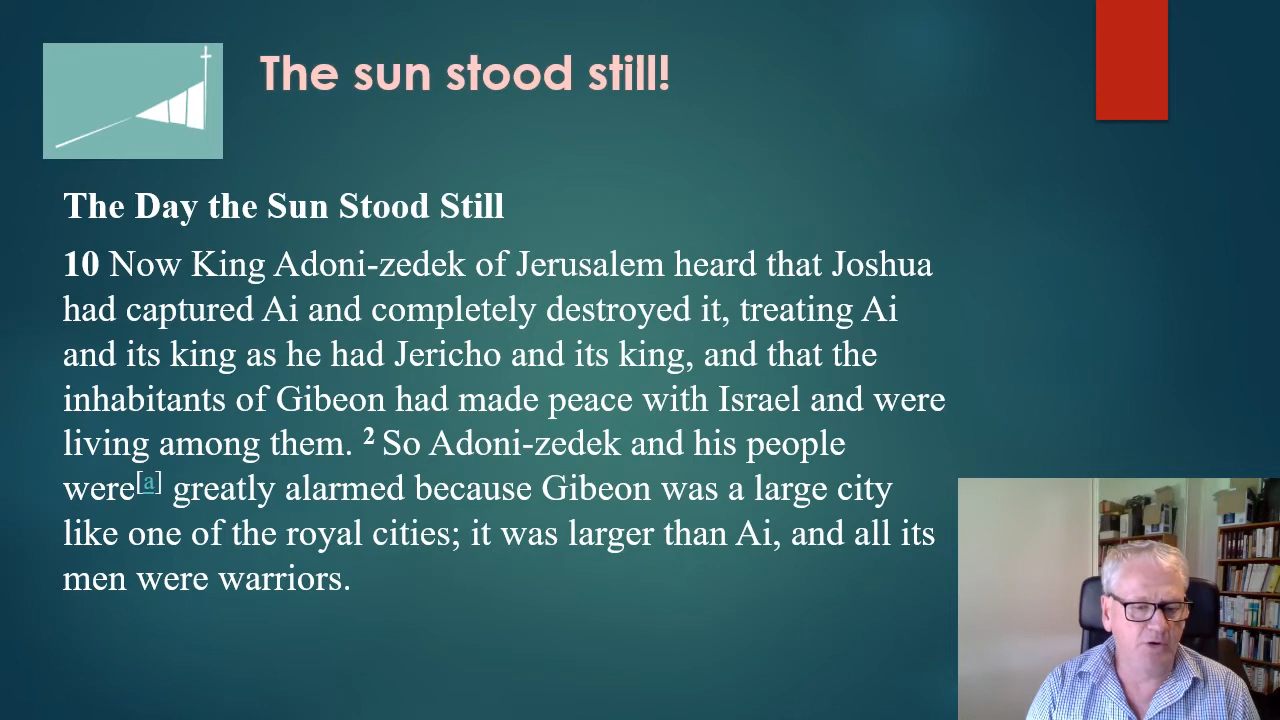 The sun stood still!
The Day the Sun Stood Still
10 Now King Adoni-zedek of Jerusalem heard that Joshua
had captured Ai and completely destroyed it, treating Ai
and its king as he had Jericho and its king, and that the
inhabitants of Gibeon had made peace with Israel and were
living among them. 2 So Adoni-zedek and his people
were[a] greatly alarmed because Gibeon was a large city
like one of the royal cities; it was larger than Ai, and all its
men were warriors.